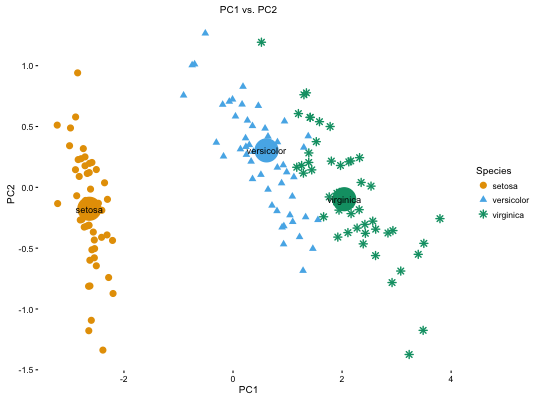 PC1 vs. PC2
1.0
0.5
0.0
-0.5
-1.0
-1.5
PC2
versicolor
virginica
setosa
-2
0
2
4
PC1
Species
setosa
versicolor
virginica